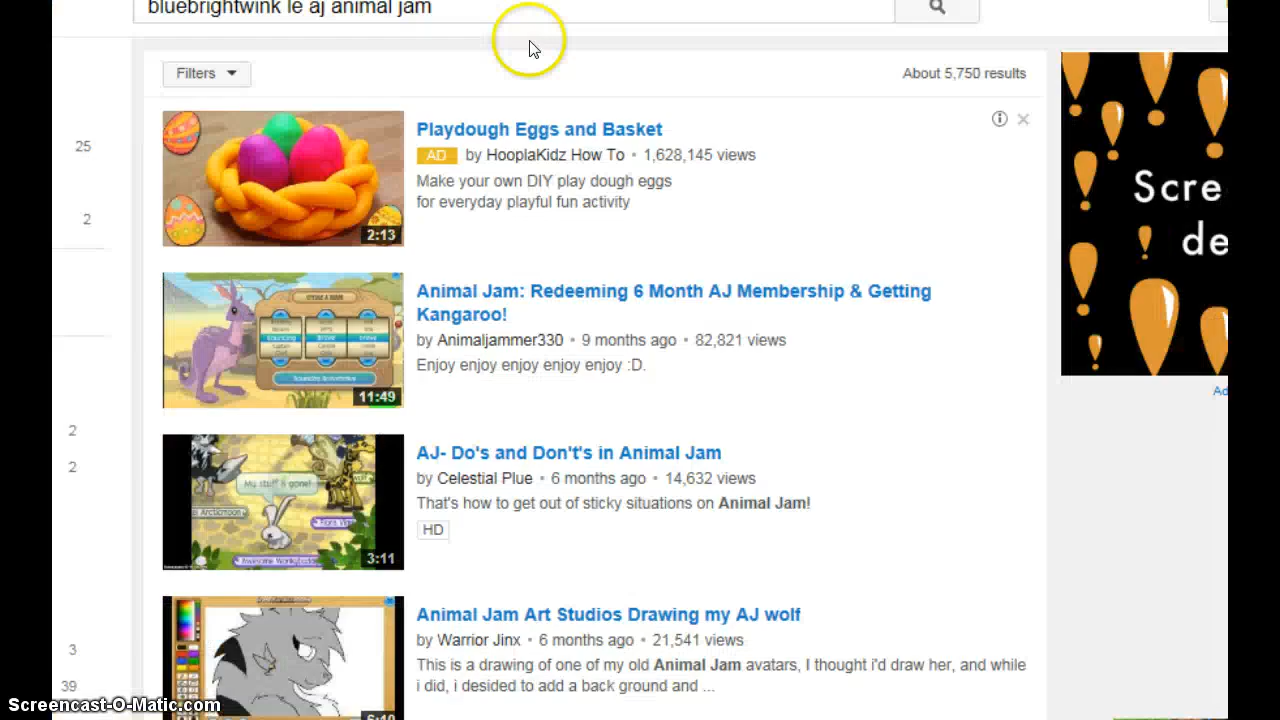 bluebrightwink le aj animal jam
Filters
About 5,750 results
25
2
2
2
3
39
2:13
Playdough Eggs and Basket
AD by HooplaKidz How To • 1,628,145 views
Make your own DIY play dough eggs
for everyday playful fun activity
11:49
Animal Jam: Redeeming 6 Month AJ Membership & Getting
Kangaroo!
by Animaljammer330 • 9 months ago • 82,821 views
Enjoy enjoy enjoy enjoy enjoy :D.
My stuff is gone!
3:11
AJ- Do's and Don't's in Animal Jam
by Celestial Plue • 6 months ago • 14,632 views
That's how to get out of sticky situations on Animal Jam!
HD
Animal Jam Art Studios Drawing my AJ wolf
by Warrior Jinx • 6 months ago • 21,541 views
This is a drawing of one of my old Animal Jam avatars, I thought i'd draw her, and while
i did, i desided to add a back ground and ...
Scre
de
Ad
Screencast-O-Matic.com